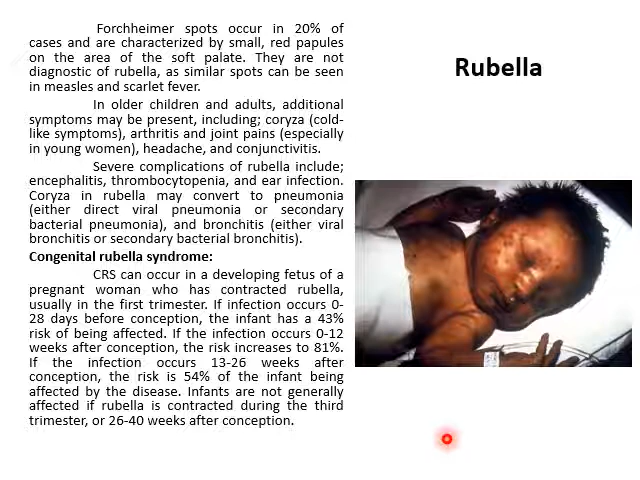 Rubella
Forchheimer spots occur in 20% of
cases and are characterized by small, red papules
on the area of the soft palate. They are not
diagnostic of rubella, as similar spots can be seen
in measles and scarlet fever.
In older children and adults, additional
symptoms may be present, including; coryza (cold-
like symptoms), arthritis and joint pains (especially
in young women), headache, and conjunctivitis.
Severe complications of rubella include;
encephalitis, thrombocytopenia, and ear infection.
Coryza in rubella may convert to pneumonia
(either direct viral pneumonia or secondary
bacterial pneumonia), and bronchitis (either viral
bronchitis or secondary bacterial bronchitis).
Congenital rubella syndrome:
CRS can occur in a developing fetus of a
pregnant woman who has contracted rubella,
usually in the first trimester. If infection occurs 0-
28 days before conception, the infant has a 43%
risk of being affected. If the infection occurs 0-12
weeks after conception, the risk increases to 81%.
If the infection occurs 13-26 weeks after
conception, the risk is 54% of the infant being
affected by the disease. Infants are not generally
affected if rubella is contracted during the third
trimester, or 26-40 weeks after conception.